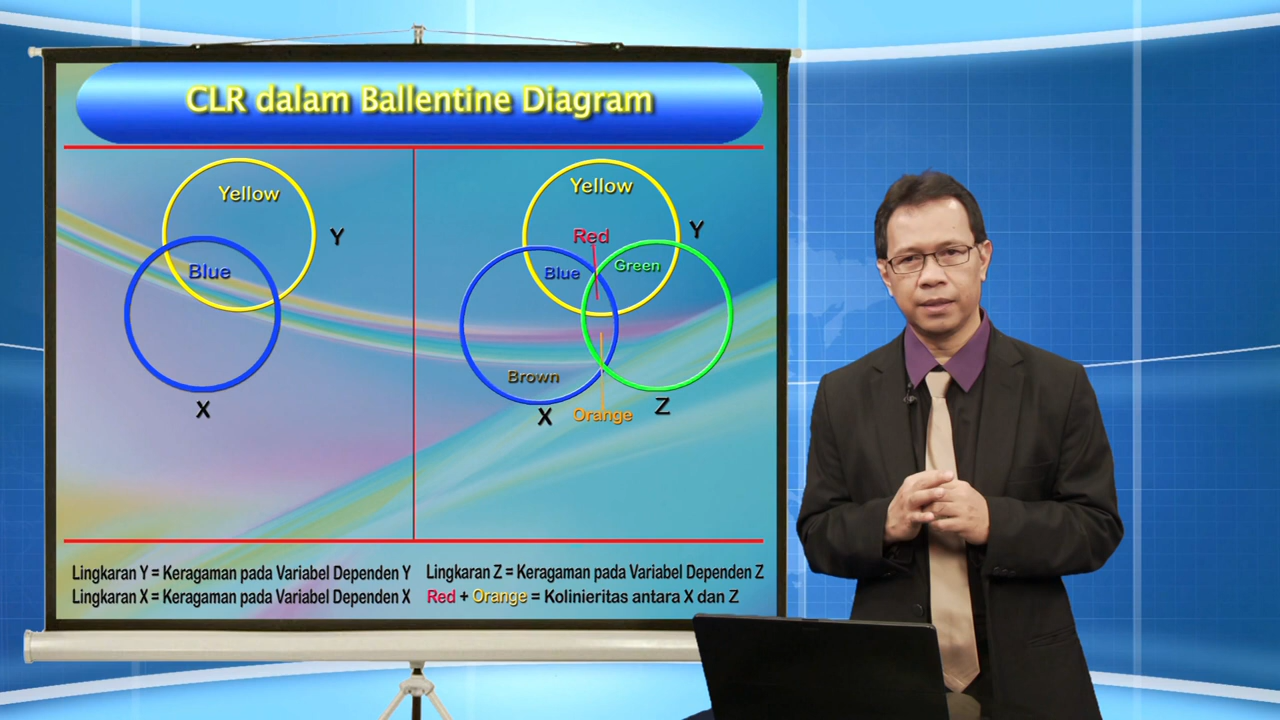 CLR dalam Ballentine Diagram
Yellow
Y
Blue
X
Yellow
Y
Red
Blue
Green
Brown
X
Orange
Z
Lingkaran Y = Keragaman pada Variabel Dependen Y
Lingkaran X = Keragaman pada Variabel Dependen X
Lingkaran Z = Keragaman pada Variabel Dependen Z
Red + Orange = Kolinieritas antara X dan Z